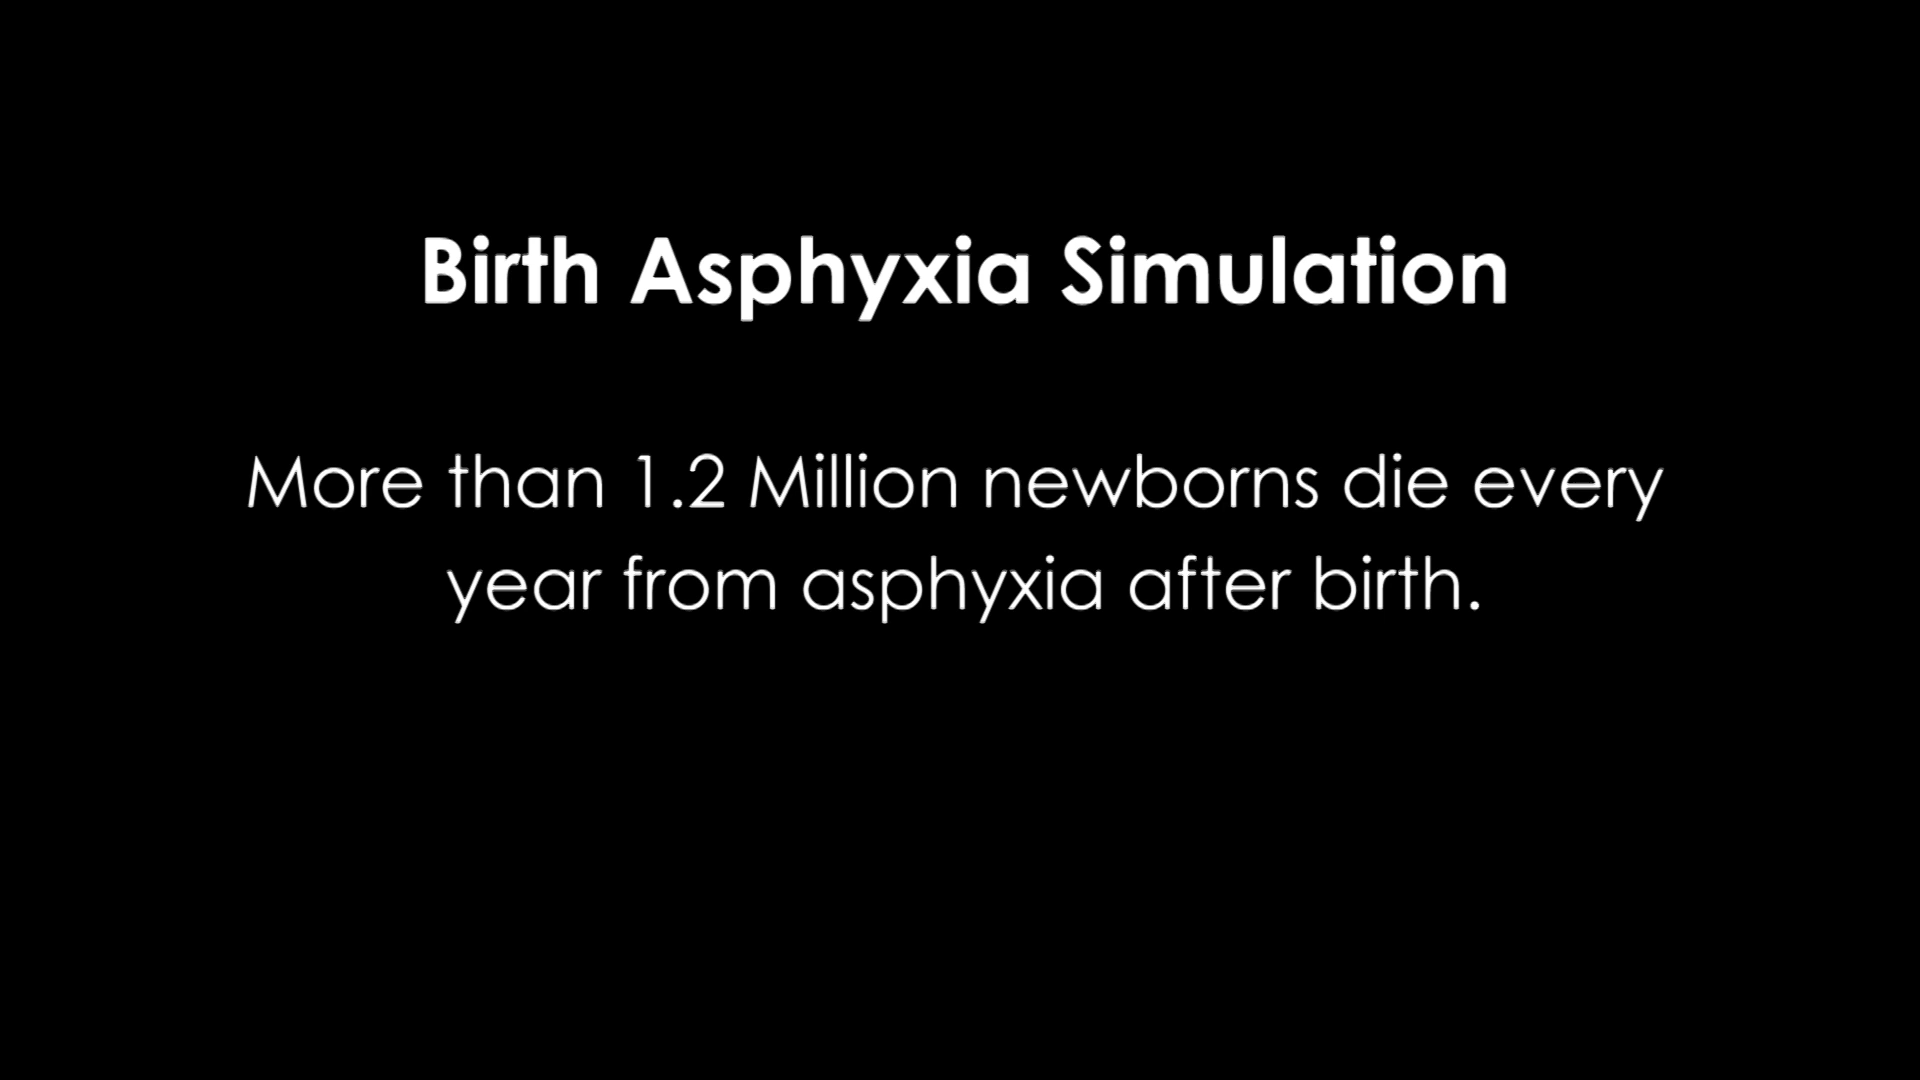 Birth Asphyxia Simulation
More than 1.2 Million newborns die every
year from asphyxia after birth.